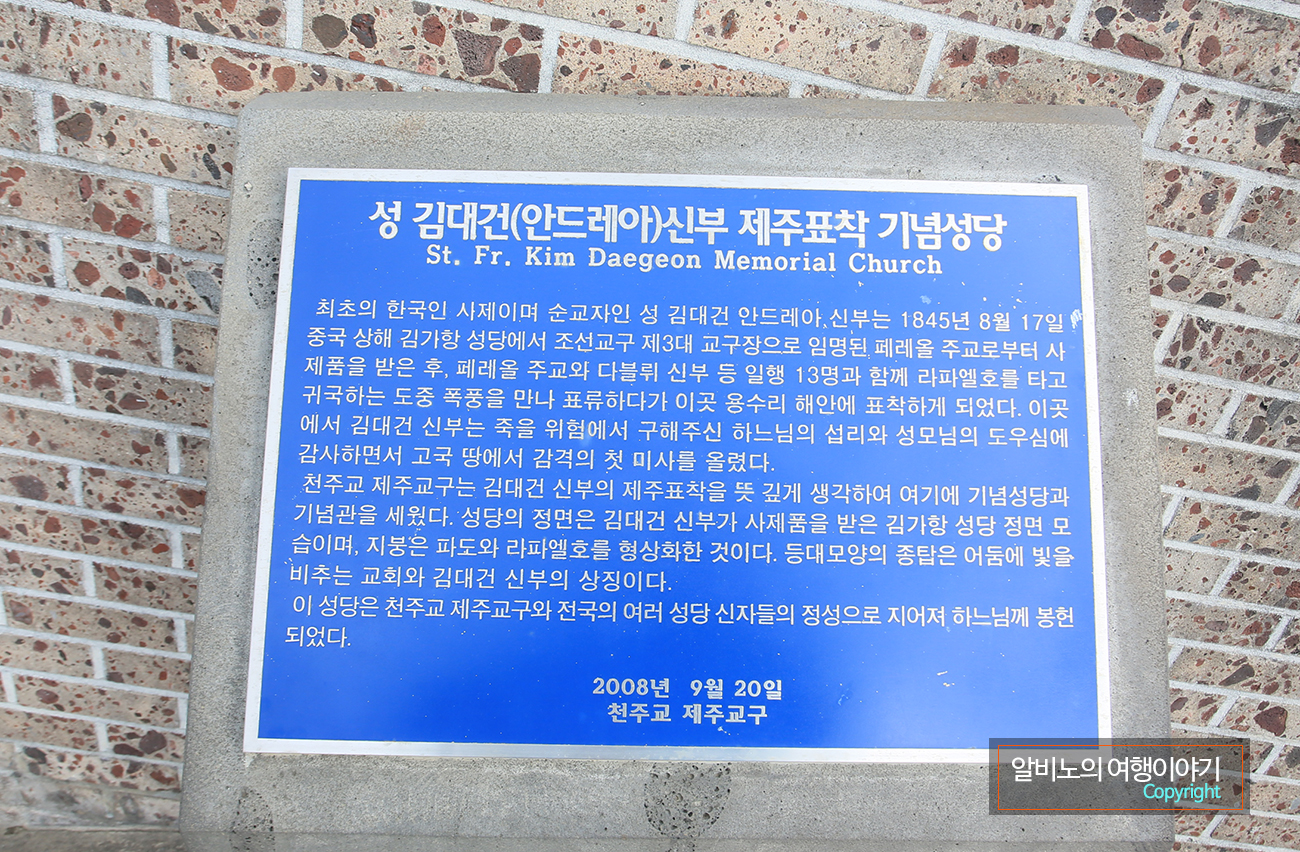 성 김대건(안드레아)신부 제주표착 기념성당
St. Fr. Kim Daegeon Memorial Church
최초의 한국인 사제이며 순교자인 성 김대건 안드레아 신부는 1845년 8월 17일
중국 상해 김가항 성당에서 조선교구 제3대 교구장으로 임명된 페레올 주교로부터 사
제품을 받은 후, 페레올 주교와 다블뤼 신부 등 일행 13명과 함께 라파엘호를 타고
귀국하는 도중 폭풍을 만나 표류하다가 이곳 용수리 해안에 표착하게 되었다. 이곳
에서 김대건 신부는 죽을 위험에서 구해주신 하느님의 섭리와 성모님의 도우심에
감사하면서 고국 땅에서 감격의 첫 미사를 올렸다.
천주교 제주교구는 김대건 신부의 제주표착을 뜻 깊게 생각하여 여기에 기념성당과
기념관을 세웠다. 성당의 정면은 김대건 신부가 사제품을 받은 김가항 성당 정면 모
습이며, 지붕은 파도와 라파엘호를 형상화한 것이다. 등대모양의 종탑은 어둠에 빛을
비추는 교회와 김대건 신부의 상징이다.
이 성당은 천주교 제주교구와 전국의 여러 성당 신자들의 정성으로 지어져 하느님께 봉헌
되었다.
2008년 9월 20일
천주교 제주교구
알비노의 여행이야기
Copyright